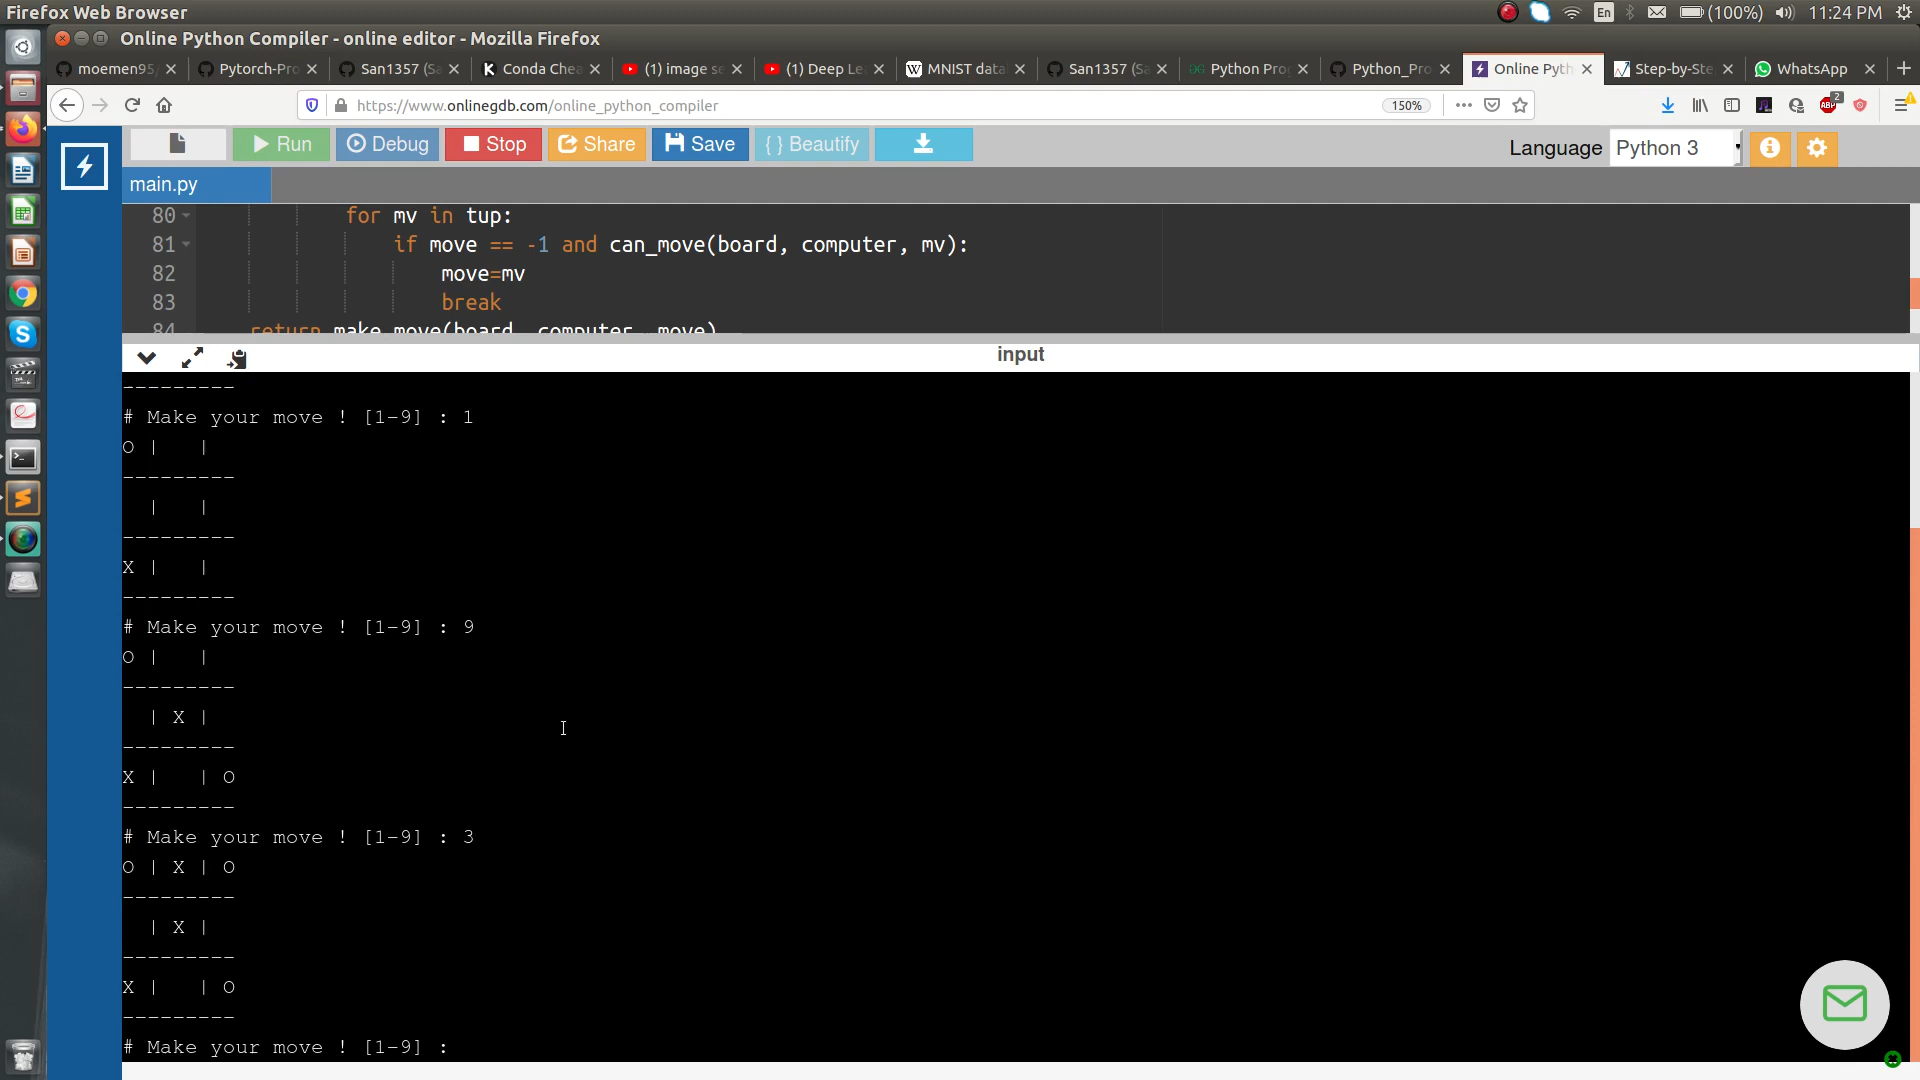 Firefox Web Browser
En
(100%)
11:24 PM
Online Python Compiler - online editor - Mozilla Firefox
moemen95/
Pytorch-Pro
San1357 (Sa
Conda Chea
(1) image se
(1) Deep Le
MNIST data
San1357 (Sa
Python Pro
Python_Pro
Online Pyth
Step-by-Ste
WhatsApp
https://www.onlinegdb.com/online_python_compiler
150%
ABP
2
Run
Debug
Stop
Share
Save
{ } Beautify
Language
Python 3
main.py
80 for mv in tup:
81 if move == -1 and can_move(board, computer, mv):
82 move=mv
83 break
84 return make_move(board, computer, move)
input
---------
# Make your move ! [1-9] : 1
O |   |
---------
  |   |
---------
X |   |
---------
# Make your move ! [1-9] : 9
O |   |
---------
  | X |
---------
X |   | O
---------
# Make your move ! [1-9] : 3
O | X | O
---------
  | X |
---------
X |   | O
---------
# Make your move ! [1-9] :